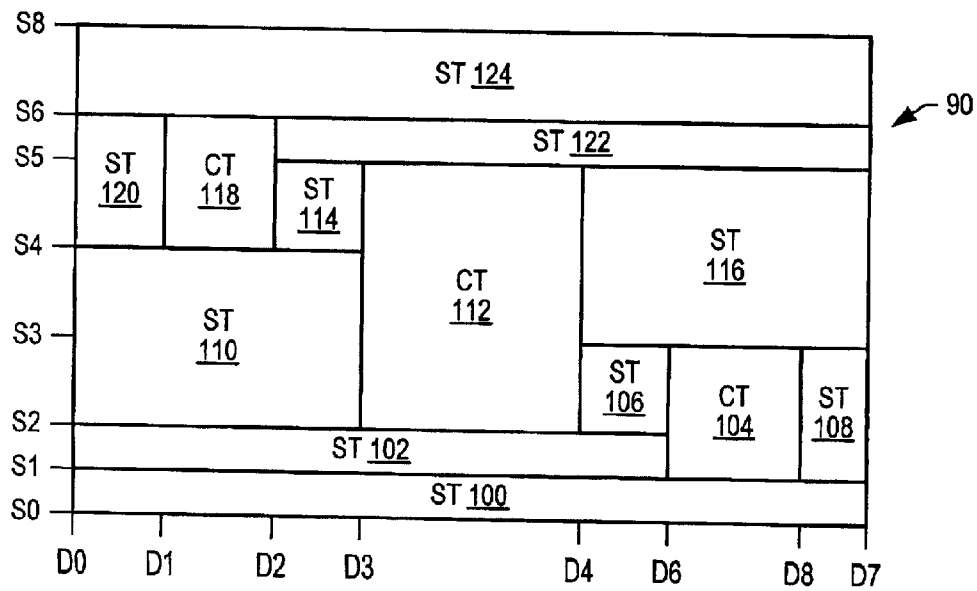 S8
ST 124
S6
90
ST 122
S5
ST
120
CT
118
ST
114
S4
ST
116
CT
112
ST
110
S3
ST
106
CT
104
ST
108
S2
ST 102
S1
ST 100
S0
D0 D1 D2 D3 D4 D6 D8 D7